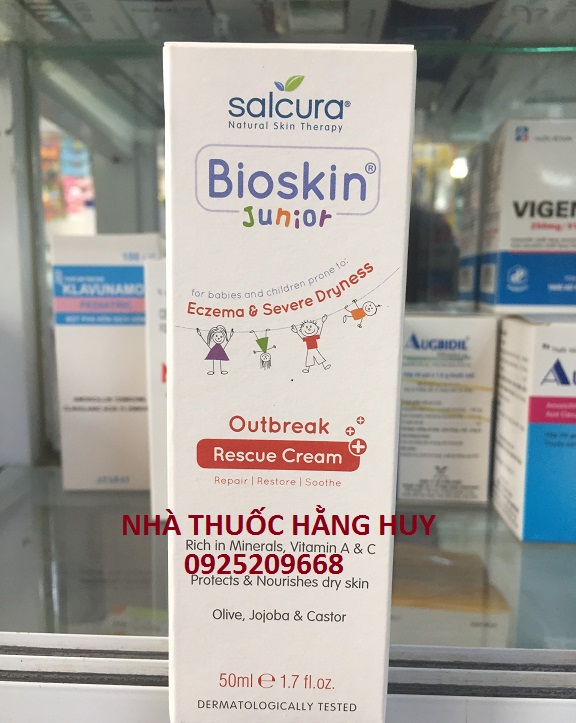 salcura®
Natural Skin Therapy
Bioskin®
Junior
for babies and children prone to:
Eczema & Severe Dryness
Outbreak
Rescue Cream
Repair | Restore | Soothe
NHÀ THUỐC HẰNG HUY
Rich in Minerals, Vitamin A & C
0925209668
Protects & Nourishes dry skin
Olive, Jojoba & Castor
50ml ℮ 1.7 fl.oz.
DERMATOLOGICALLY TESTED
KLAVUNAMO
PEDIATRIC
VIGEN
AUGBIDIL